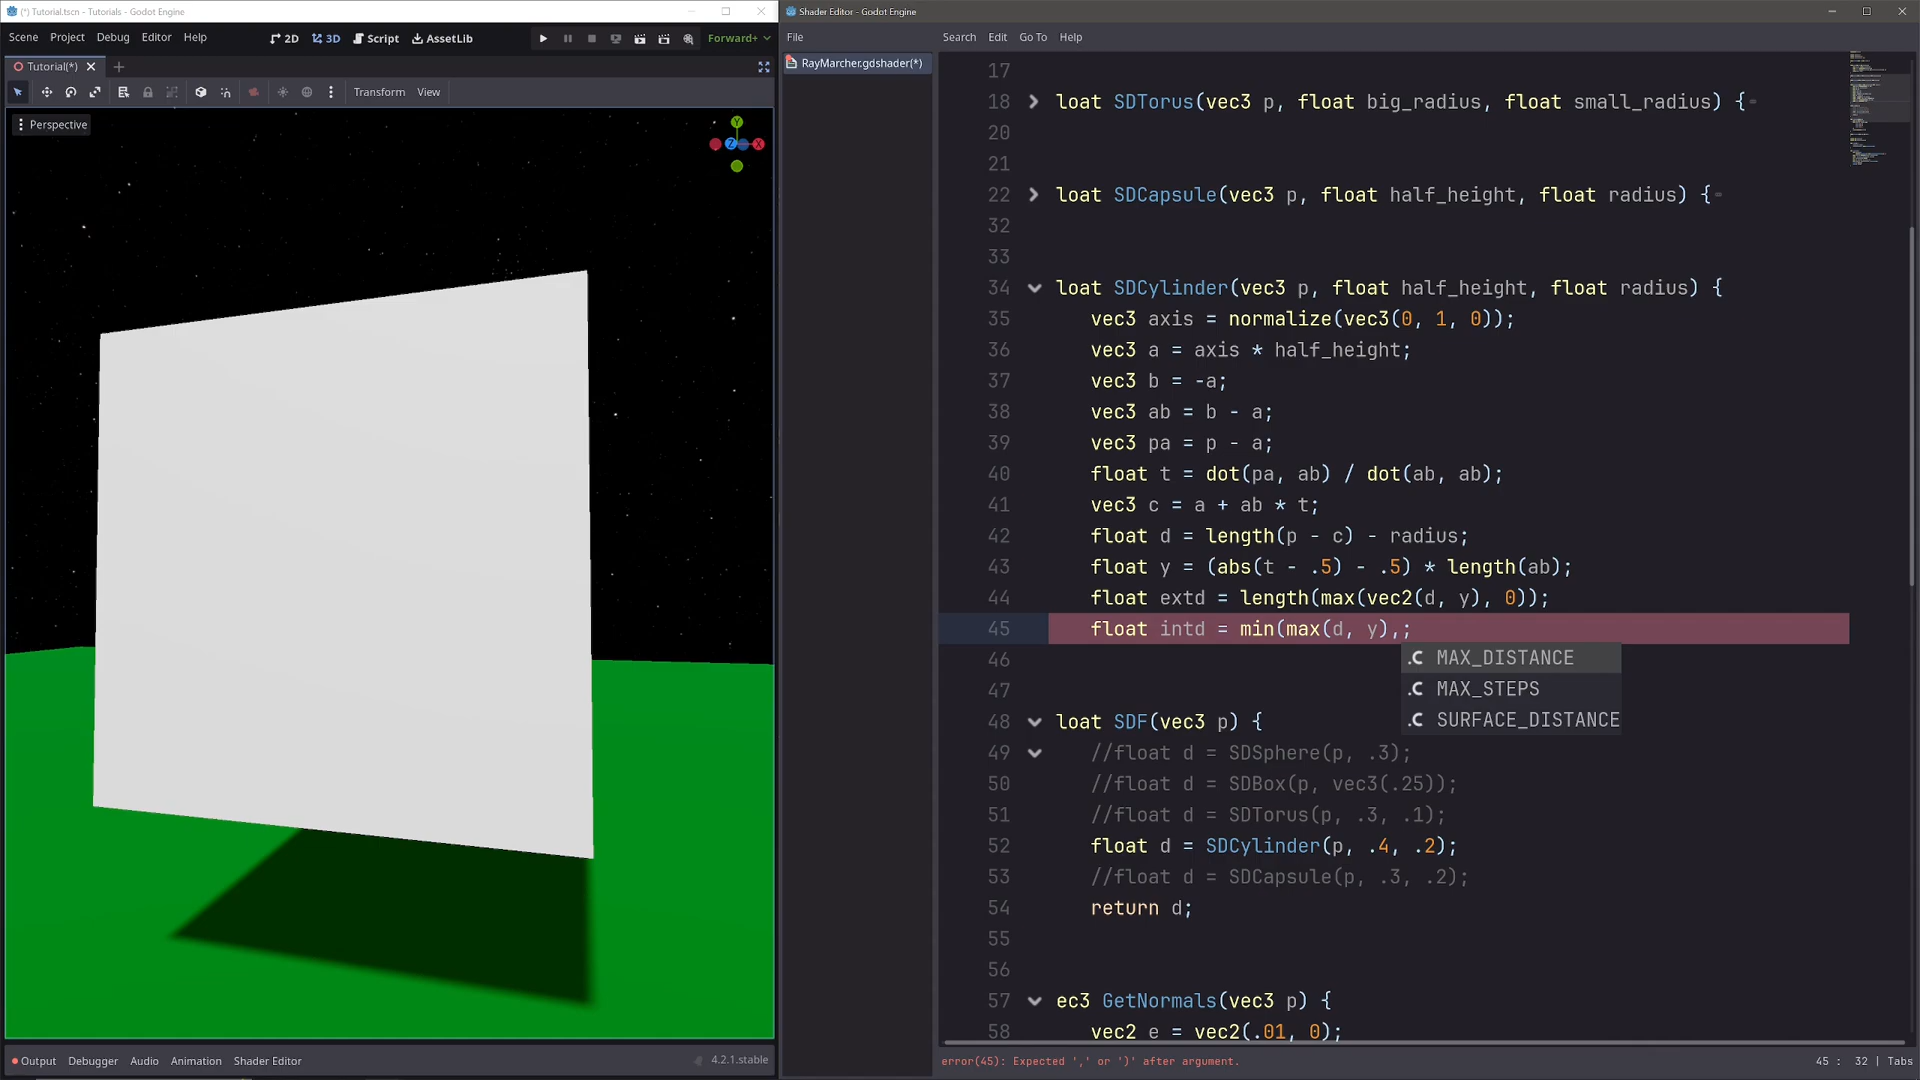 (*) Tutorial.tscn - Tutorials - Godot Engine
Scene Project Debug Editor Help
2D 3D Script AssetLib
Forward+
Tutorial(*)
Transform View
Perspective
Y
Z X
Output Debugger Audio Animation Shader Editor
4.2.1.stable
Shader Editor - Godot Engine
File Search Edit Go To Help
RayMarcher.gdshader(*)
17
18 loat SDTorus(vec3 p, float big_radius, float small_radius) {
20
21
22 loat SDCapsule(vec3 p, float half_height, float radius) {
32
33
34 loat SDCylinder(vec3 p, float half_height, float radius) {
35 vec3 axis = normalize(vec3(0, 1, 0));
36 vec3 a = axis * half_height;
37 vec3 b = -a;
38 vec3 ab = b - a;
39 vec3 pa = p - a;
40 float t = dot(pa, ab) / dot(ab, ab);
41 vec3 c = a + ab * t;
42 float d = length(p - c) - radius;
43 float y = (abs(t - .5) - .5) * length(ab);
44 float extd = length(max(vec2(d, y), 0));
45 float intd = min(max(d, y),;
.C MAX_DISTANCE
.C MAX_STEPS
.C SURFACE_DISTANCE
46
47
48 loat SDF(vec3 p) {
49 //float d = SDSphere(p, .3);
50 //float d = SDBox(p, vec3(.25));
51 //float d = SDTorus(p, .3, .1);
52 float d = SDCylinder(p, .4, .2);
53 //float d = SDCapsule(p, .3, .2);
54 return d;
55
56
57 ec3 GetNormals(vec3 p) {
58 vec2 e = vec2(.01, 0);
error(45): Expected ',' or ')' after argument.
45 : 32 | Tabs